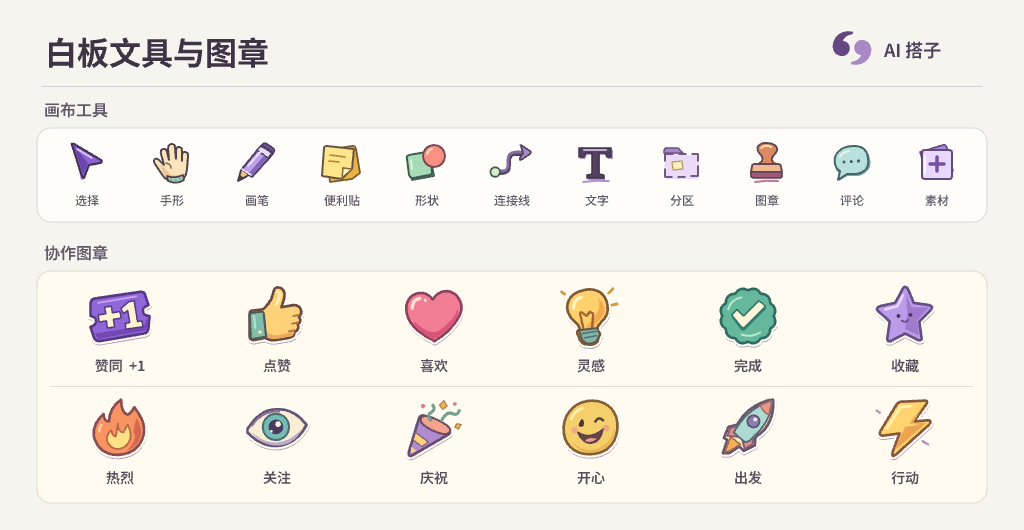 白板文具与图章
AI 搭子
画布工具
选择 手形 画笔 便利贴 形状 连接线 文字 分区 图章 评论 素材
T
协作图章
+1
赞同 +1 点赞 喜欢 灵感 完成 收藏
热烈 关注 庆祝 开心 出发 行动